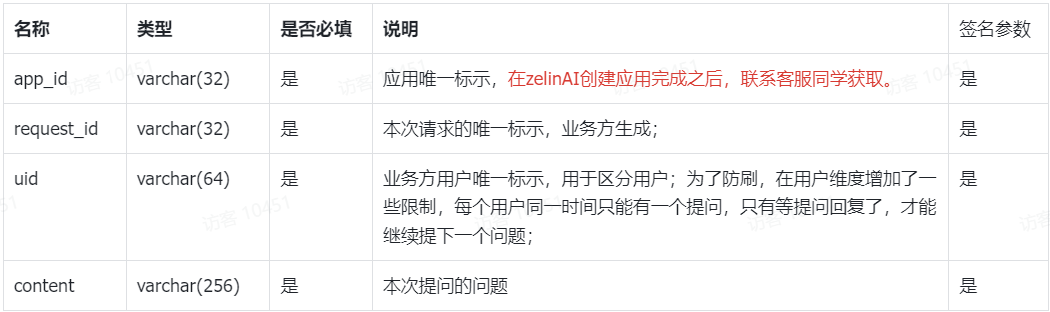 名称 类型 是否必填 说明 签名参数
app_id varchar(32) 是 应用唯一标示，在zelinAI创建应用完成之后，联系客服同学获取。 是
request_id varchar(32) 是 本次请求的唯一标示，业务方生成； 是
uid varchar(64) 是 业务方用户唯一标示，用于区分用户；为了防刷，在用户维度增加了一 是
些限制，每个用户同一时间只能有一个提问，只有等提问回复了，才能
继续提下一个问题；
content varchar(256) 是 本次提问的问题 是
访客 10451